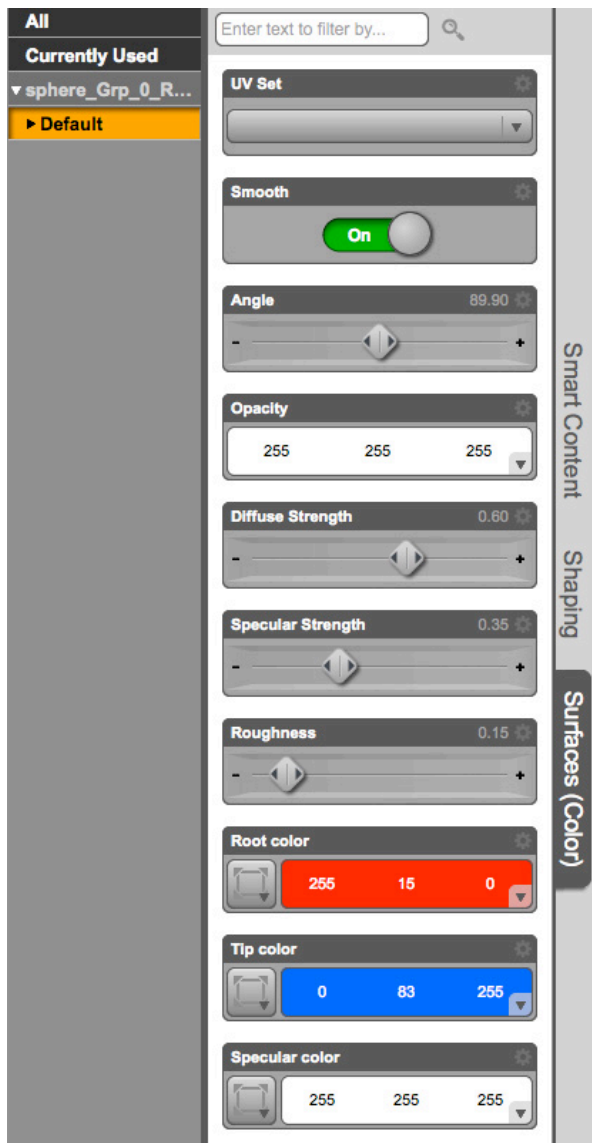 All
Currently Used
sphere_Grp_0_R...
Default
Enter text to filter by...
UV Set
Smooth
On
Angle 89.90
- +
Opacity
255 255 255
Diffuse Strength 0.60
- +
Specular Strength 0.35
- +
Roughness 0.15
- +
Root color
255 15 0
Tip color
0 83 255
Specular color
255 255 255
Smart Content
Shaping
Surfaces (Color)